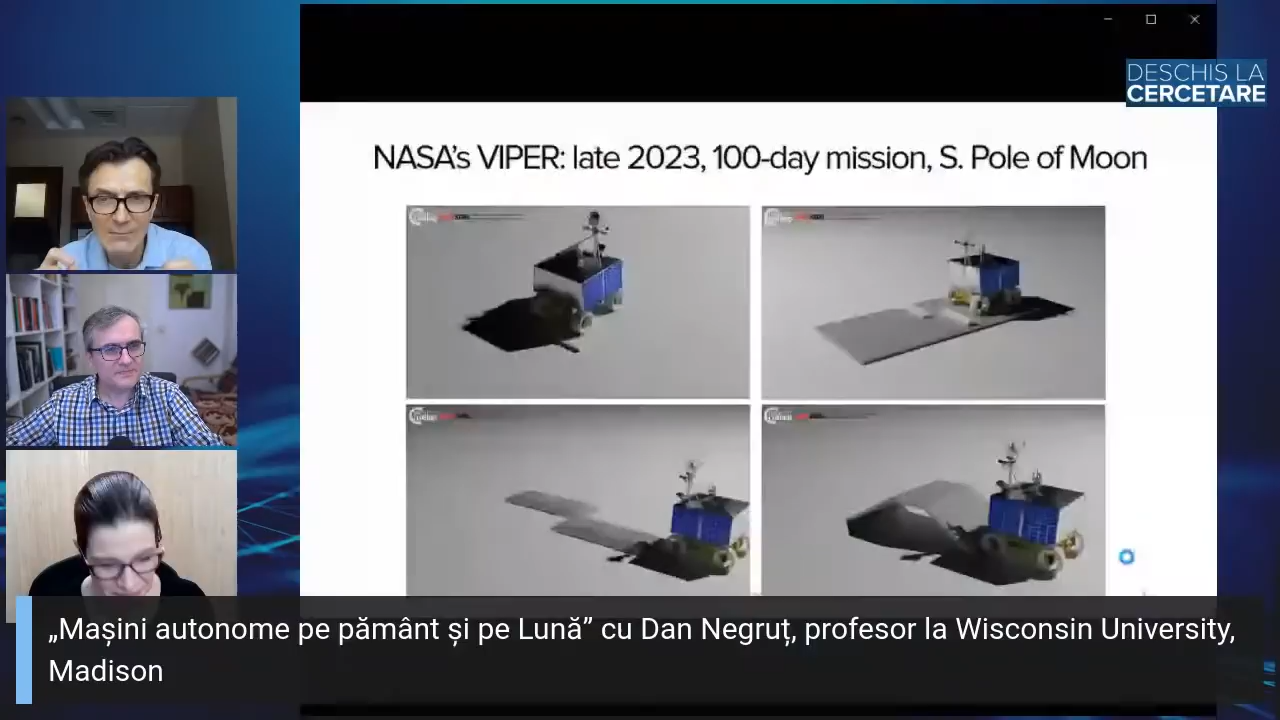 DESCHIS LA
CERCETARE
NASA's VIPER: late 2023, 100-day mission, S. Pole of Moon
„Mașini autonome pe pământ și pe Lună” cu Dan Negruț, profesor la Wisconsin University,
Madison